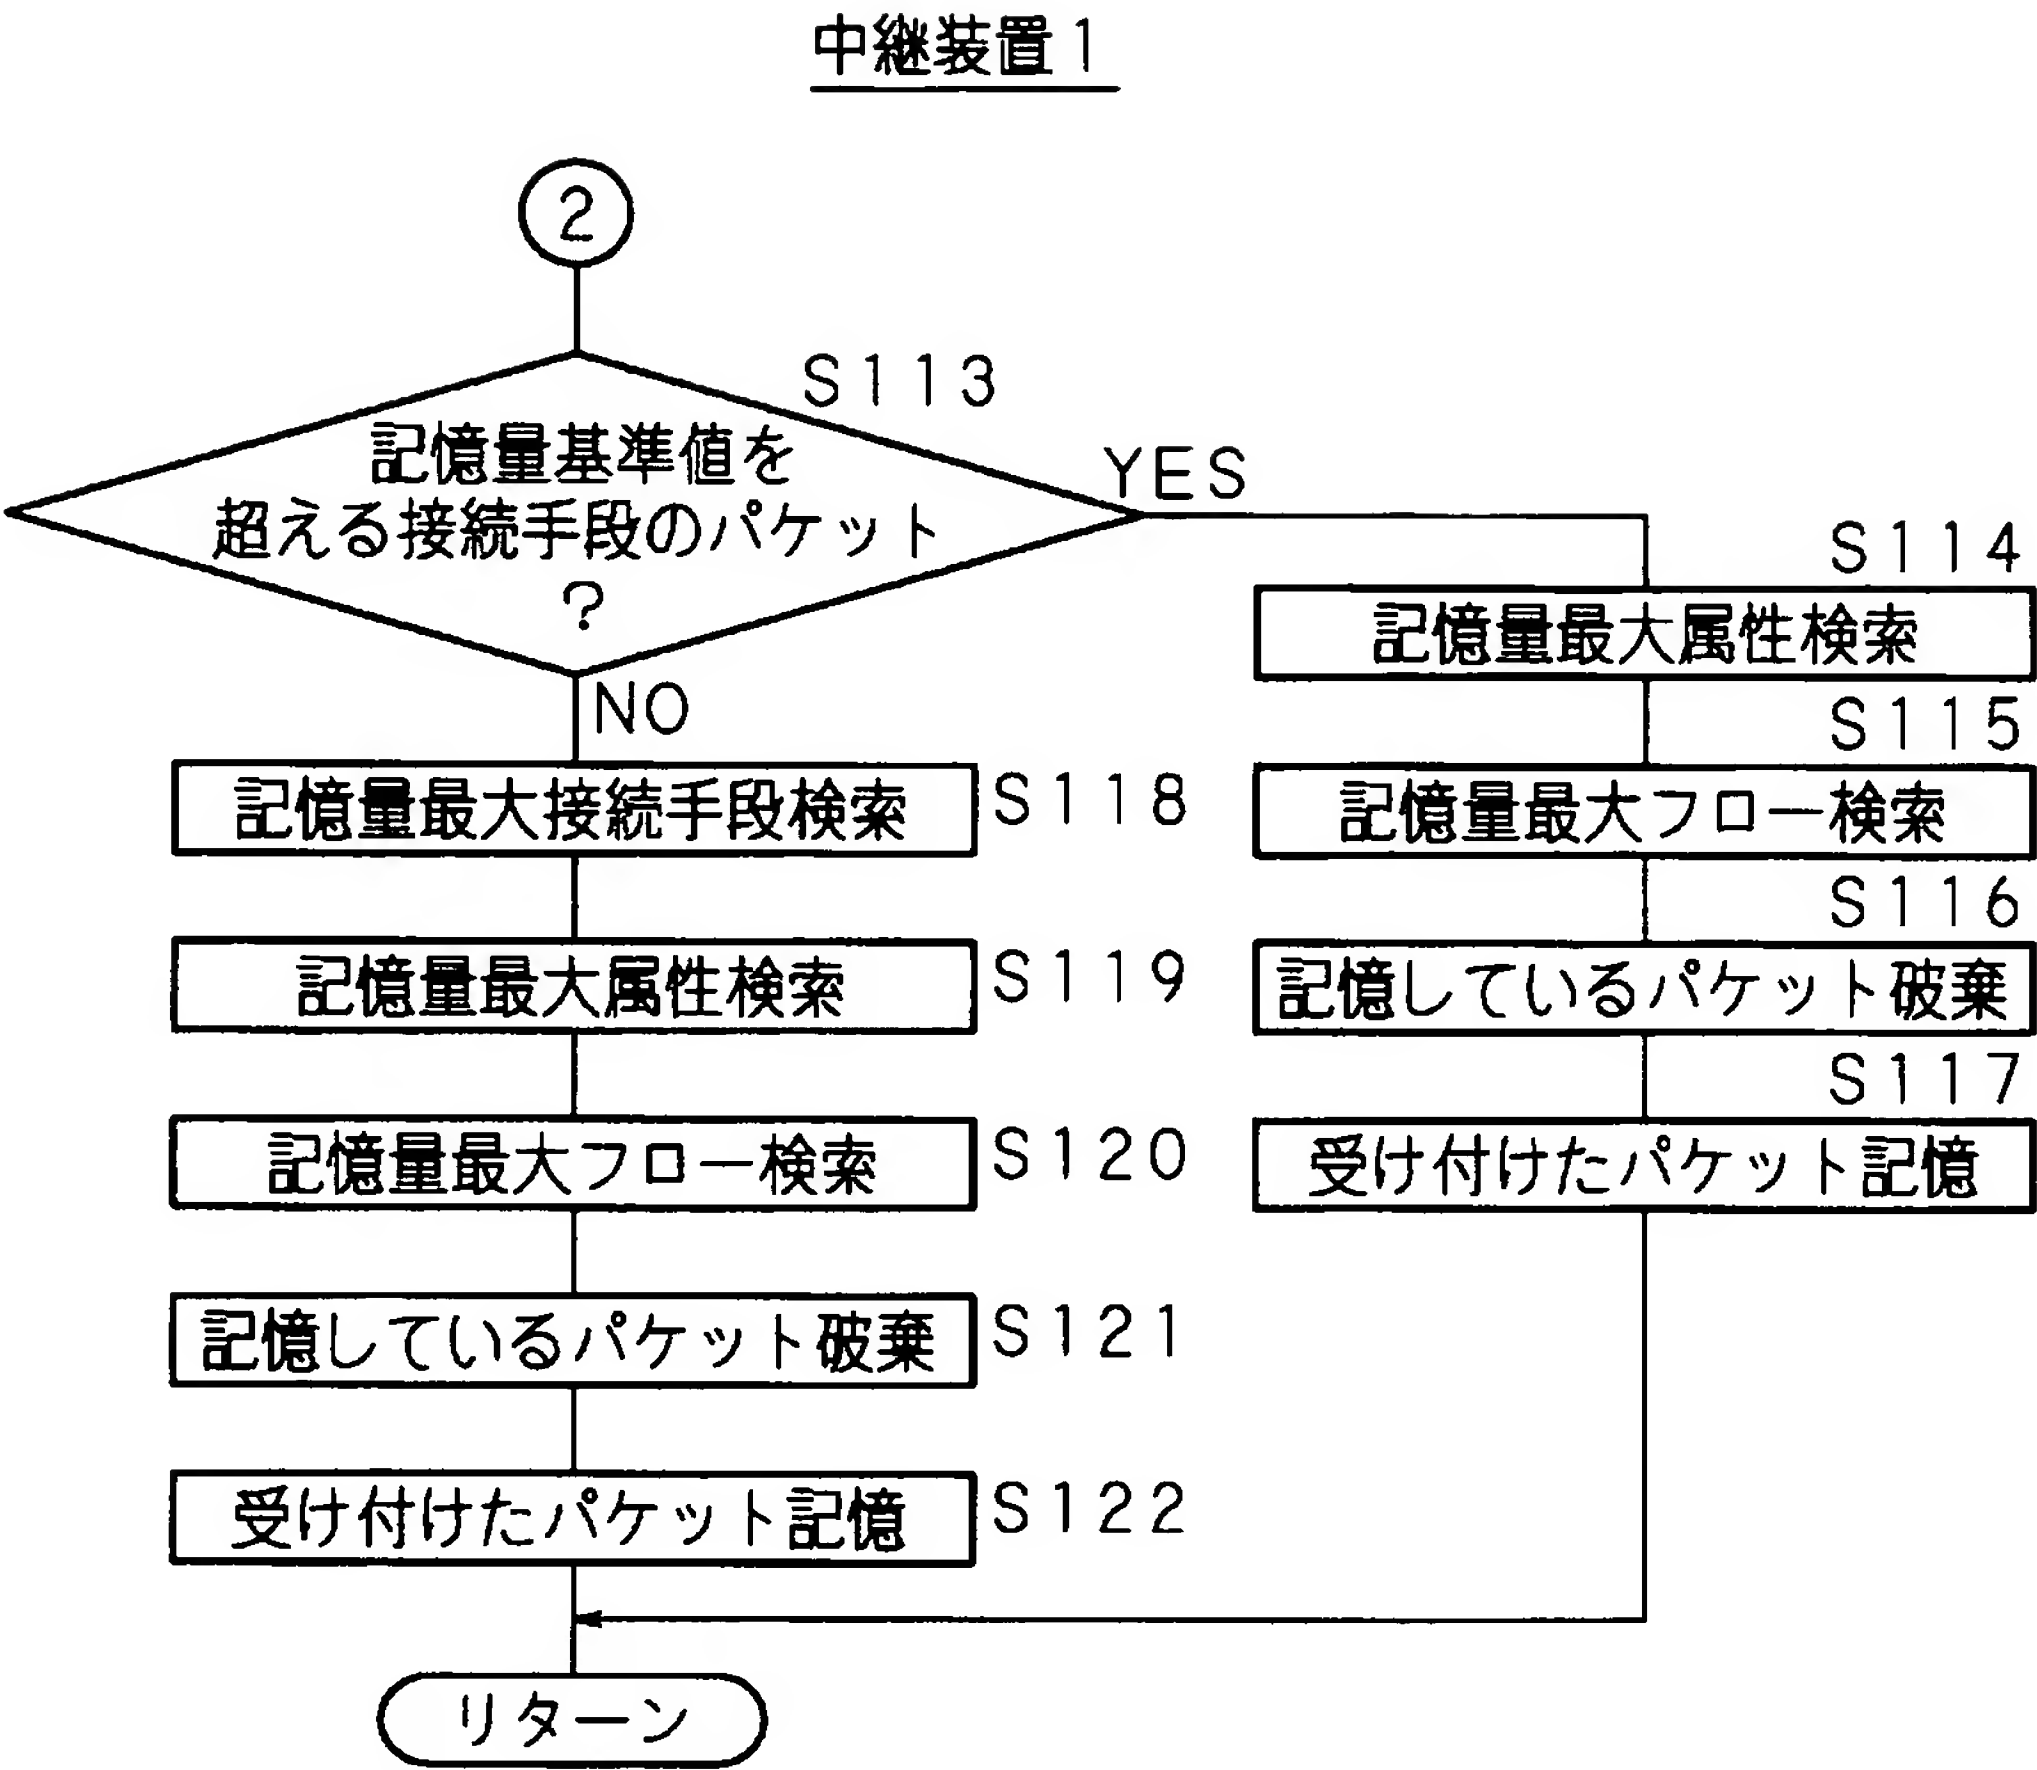 中継装置1
2
S113
記憶量基準値を
超える接続手段のパケット
?
YES
NO
S114
記憶量最大属性検索
S115
記憶量最大フロー検索
S116
記憶しているパケット破棄
S117
受け付けたパケット記憶
記憶量最大接続手段検索 S118
記憶量最大属性検索 S119
記憶量最大フロー検索 S120
記憶しているパケット破棄 S121
受け付けたパケット記憶 S122
リターン